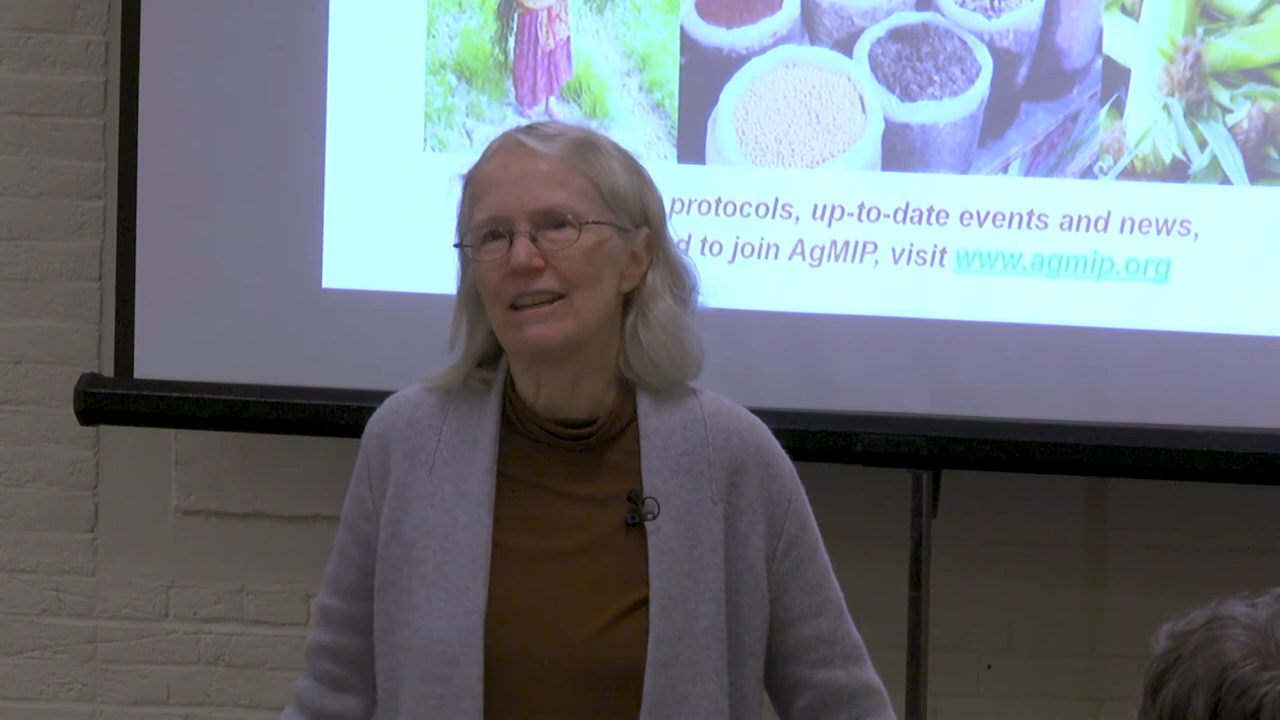 protocols, up-to-date events and news,
d to join AgMIP, visit www.agmip.org